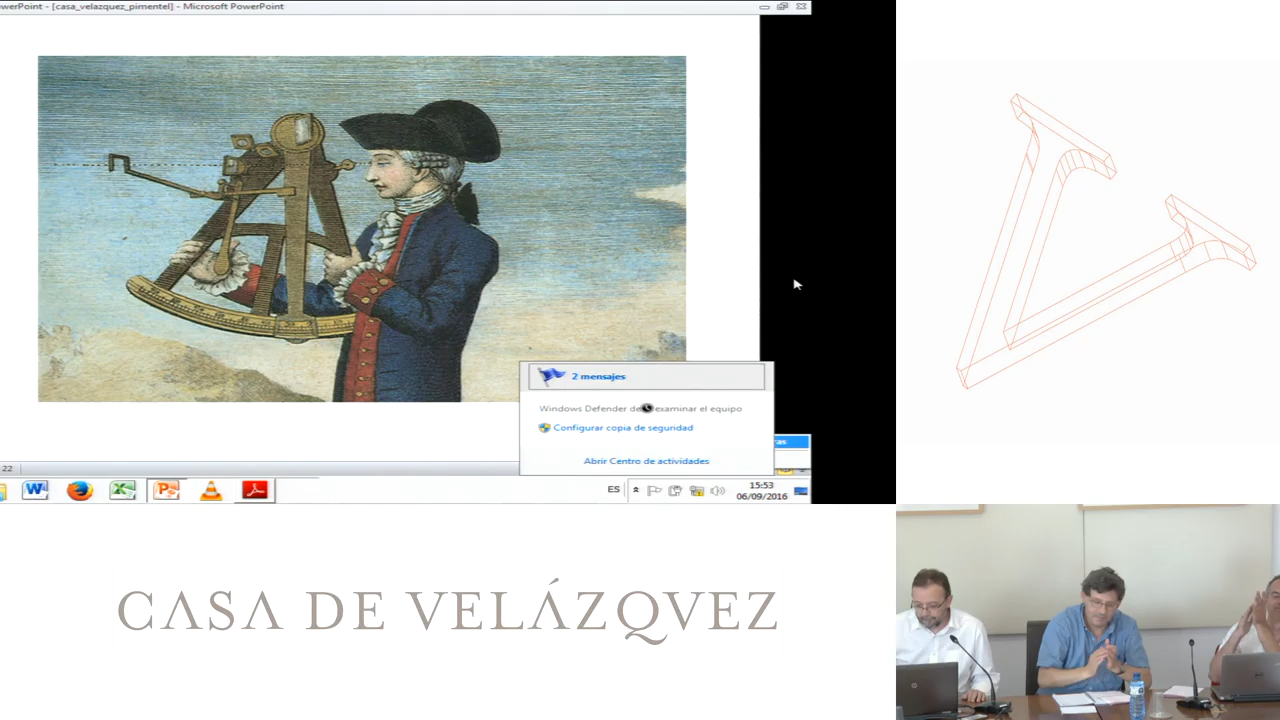 werPoint - [casa_velazquez_pimentel] - Microsoft PowerPoint
2 mensajes
Windows Defender de examinar el equipo
Configurar copia de seguridad
ras
Abrir Centro de actividades
22
ES
15:53
06/09/2016
CASA DE VELÁZQVEZ